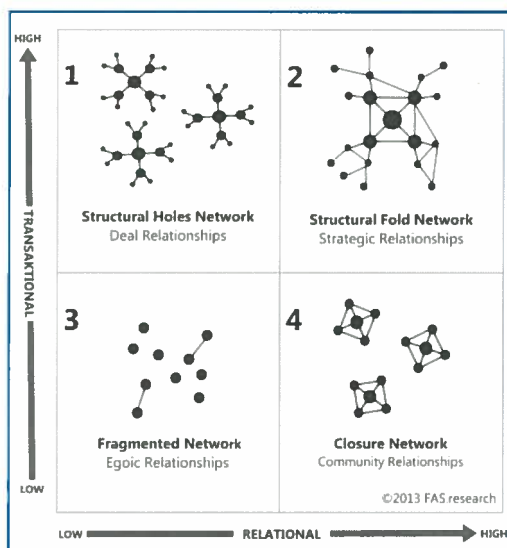 HIGH
TRANSAKTIONAL
LOW
1
Structural Holes Network
Deal Relationships
2
Structural Fold Network
Strategic Relationships
3
Fragmented Network
Egoic Relationships
4
Closure Network
Community Relationships
©2013 FAS research
LOW
RELATIONAL
HIGH